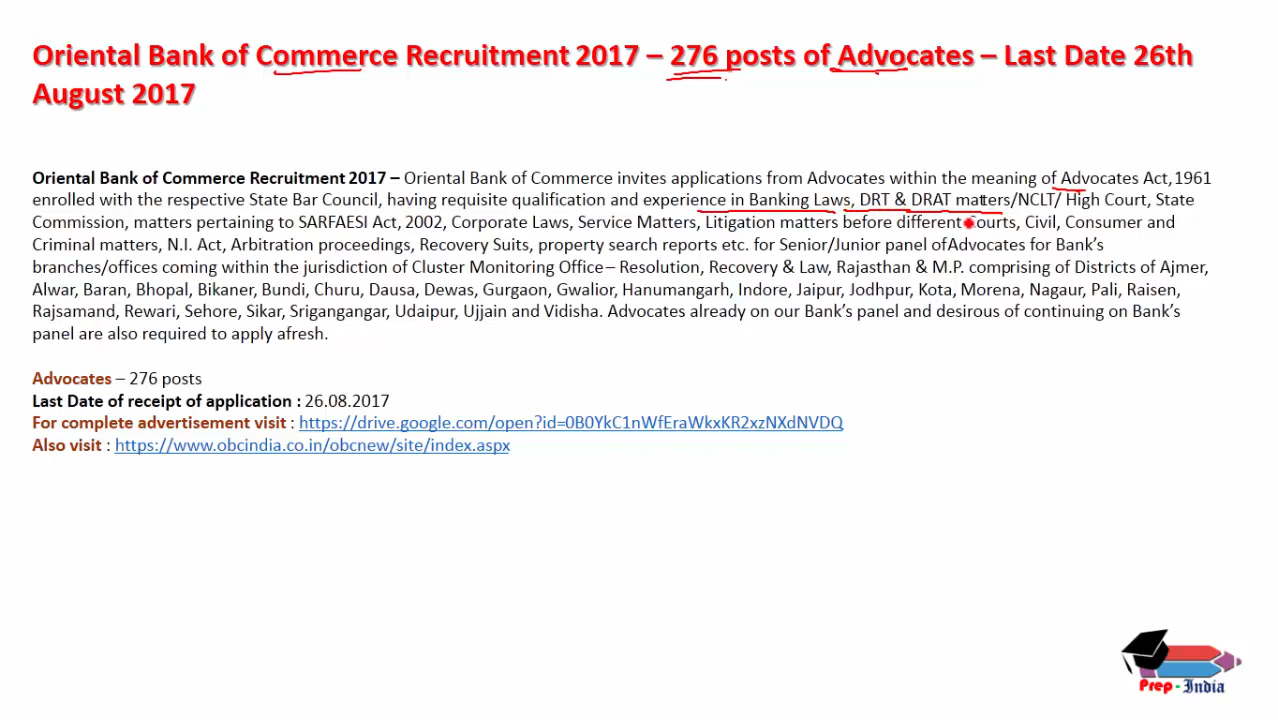 Oriental Bank of Commerce Recruitment 2017 – 276 posts of Advocates – Last Date 26th
August 2017
Oriental Bank of Commerce Recruitment 2017 – Oriental Bank of Commerce invites applications from Advocates within the meaning of Advocates Act, 1961
enrolled with the respective State Bar Council, having requisite qualification and experience in Banking Laws, DRT & DRAT matters/NCLT/ High Court, State
Commission, matters pertaining to SARFAESI Act, 2002, Corporate Laws, Service Matters, Litigation matters before different Courts, Civil, Consumer and
Criminal matters, N.I. Act, Arbitration proceedings, Recovery Suits, property search reports etc. for Senior/Junior panel of Advocates for Bank's
branches/offices coming within the jurisdiction of Cluster Monitoring Office – Resolution, Recovery & Law, Rajasthan & M.P. comprising of Districts of Ajmer,
Alwar, Baran, Bhopal, Bikaner, Bundi, Churu, Dausa, Dewas, Gurgaon, Gwalior, Hanumangarh, Indore, Jaipur, Jodhpur, Kota, Morena, Nagaur, Pali, Raisen,
Rajsamand, Rewari, Sehore, Sikar, Srigangangar, Udaipur, Ujjain and Vidisha. Advocates already on our Bank's panel and desirous of continuing on Bank's
panel are also required to apply afresh.
Advocates – 276 posts
Last Date of receipt of application : 26.08.2017
For complete advertisement visit : https://drive.google.com/open?id=0B0YkC1nWfEraWkxKR2xzNXdNVDQ
Also visit : https://www.obcindia.co.in/obcnew/site/index.aspx
Prep - India